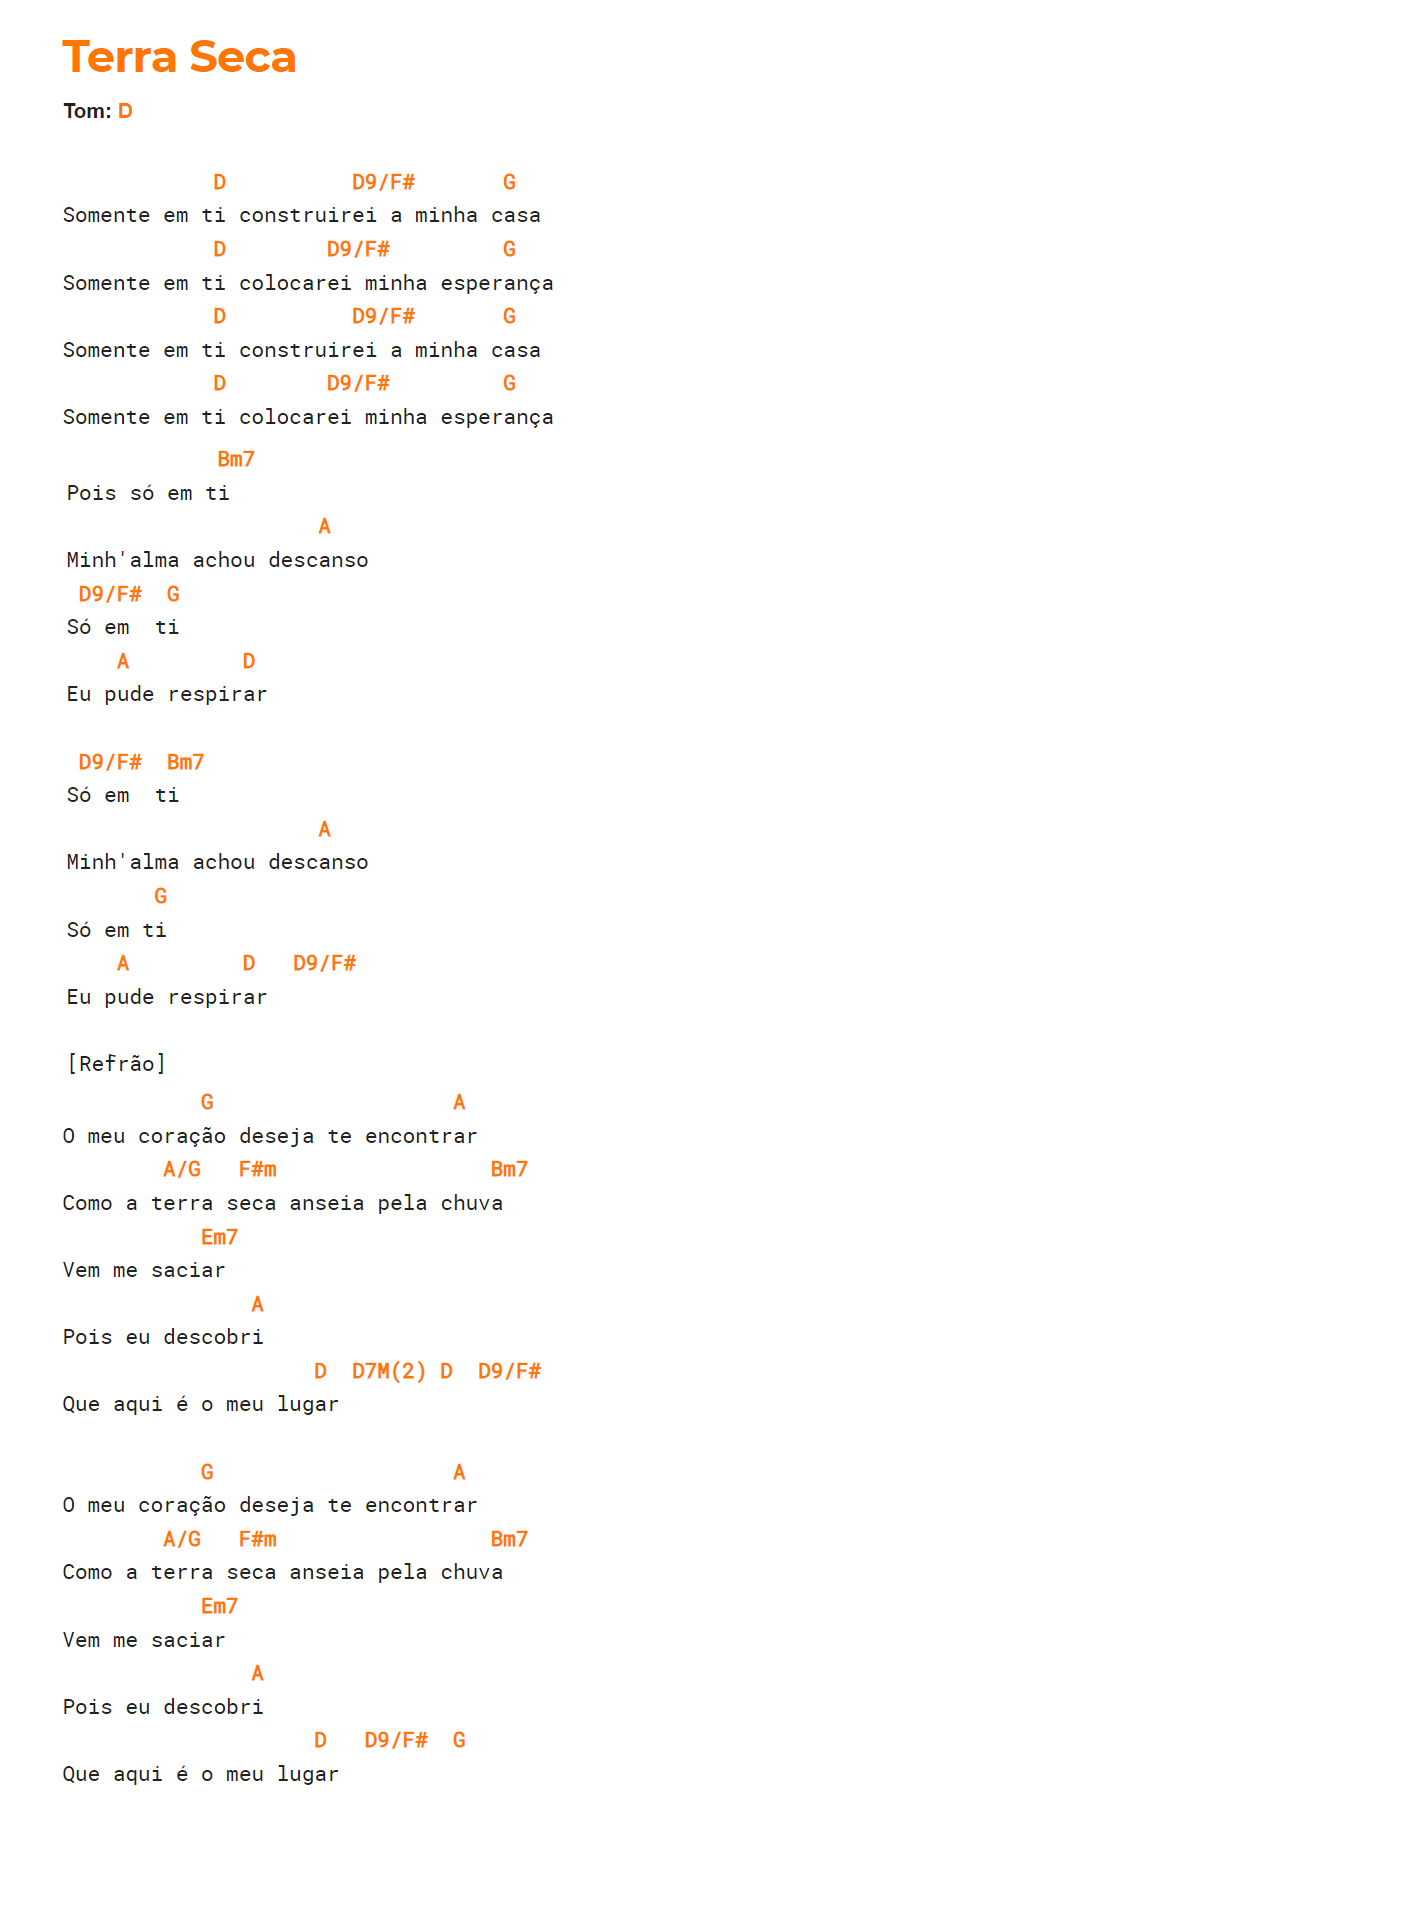 Terra Seca
Tom: D
            D          D9/F#       G
Somente em ti construirei a minha casa
            D        D9/F#         G
Somente em ti colocarei minha esperança
            D          D9/F#       G
Somente em ti construirei a minha casa
            D        D9/F#         G
Somente em ti colocarei minha esperança
            Bm7
Pois só em ti
                    A
Minh'alma achou descanso
 D9/F#  G
Só em  ti
    A         D
Eu pude respirar
 D9/F#  Bm7
Só em  ti
                    A
Minh'alma achou descanso
       G
Só em ti
    A         D   D9/F#
Eu pude respirar
[Refrão]
           G                   A
O meu coração deseja te encontrar
        A/G   F#m                 Bm7
Como a terra seca anseia pela chuva
           Em7
Vem me saciar
               A
Pois eu descobri
                    D  D7M(2) D  D9/F#
Que aqui é o meu lugar
           G                   A
O meu coração deseja te encontrar
        A/G   F#m                 Bm7
Como a terra seca anseia pela chuva
           Em7
Vem me saciar
               A
Pois eu descobri
                    D   D9/F#  G
Que aqui é o meu lugar